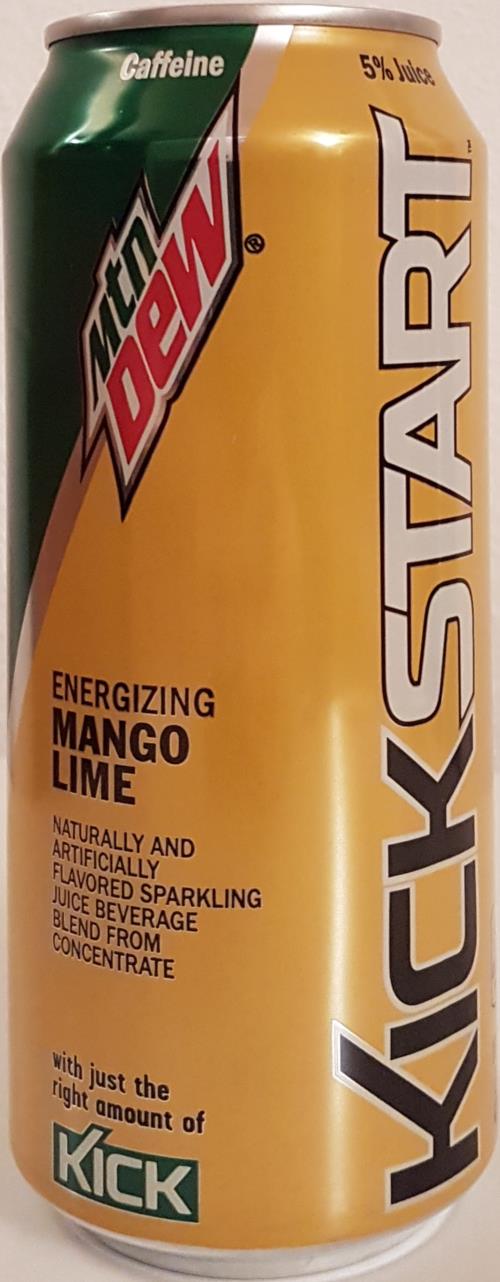 Caffeine
5% Juice
Mtn
DEW®
KICKSTART™
ENERGIZING
MANGO
LIME
NATURALLY AND
ARTIFICIALLY
FLAVORED SPARKLING
JUICE BEVERAGE
BLEND FROM
CONCENTRATE
with just the
right amount of
KICK